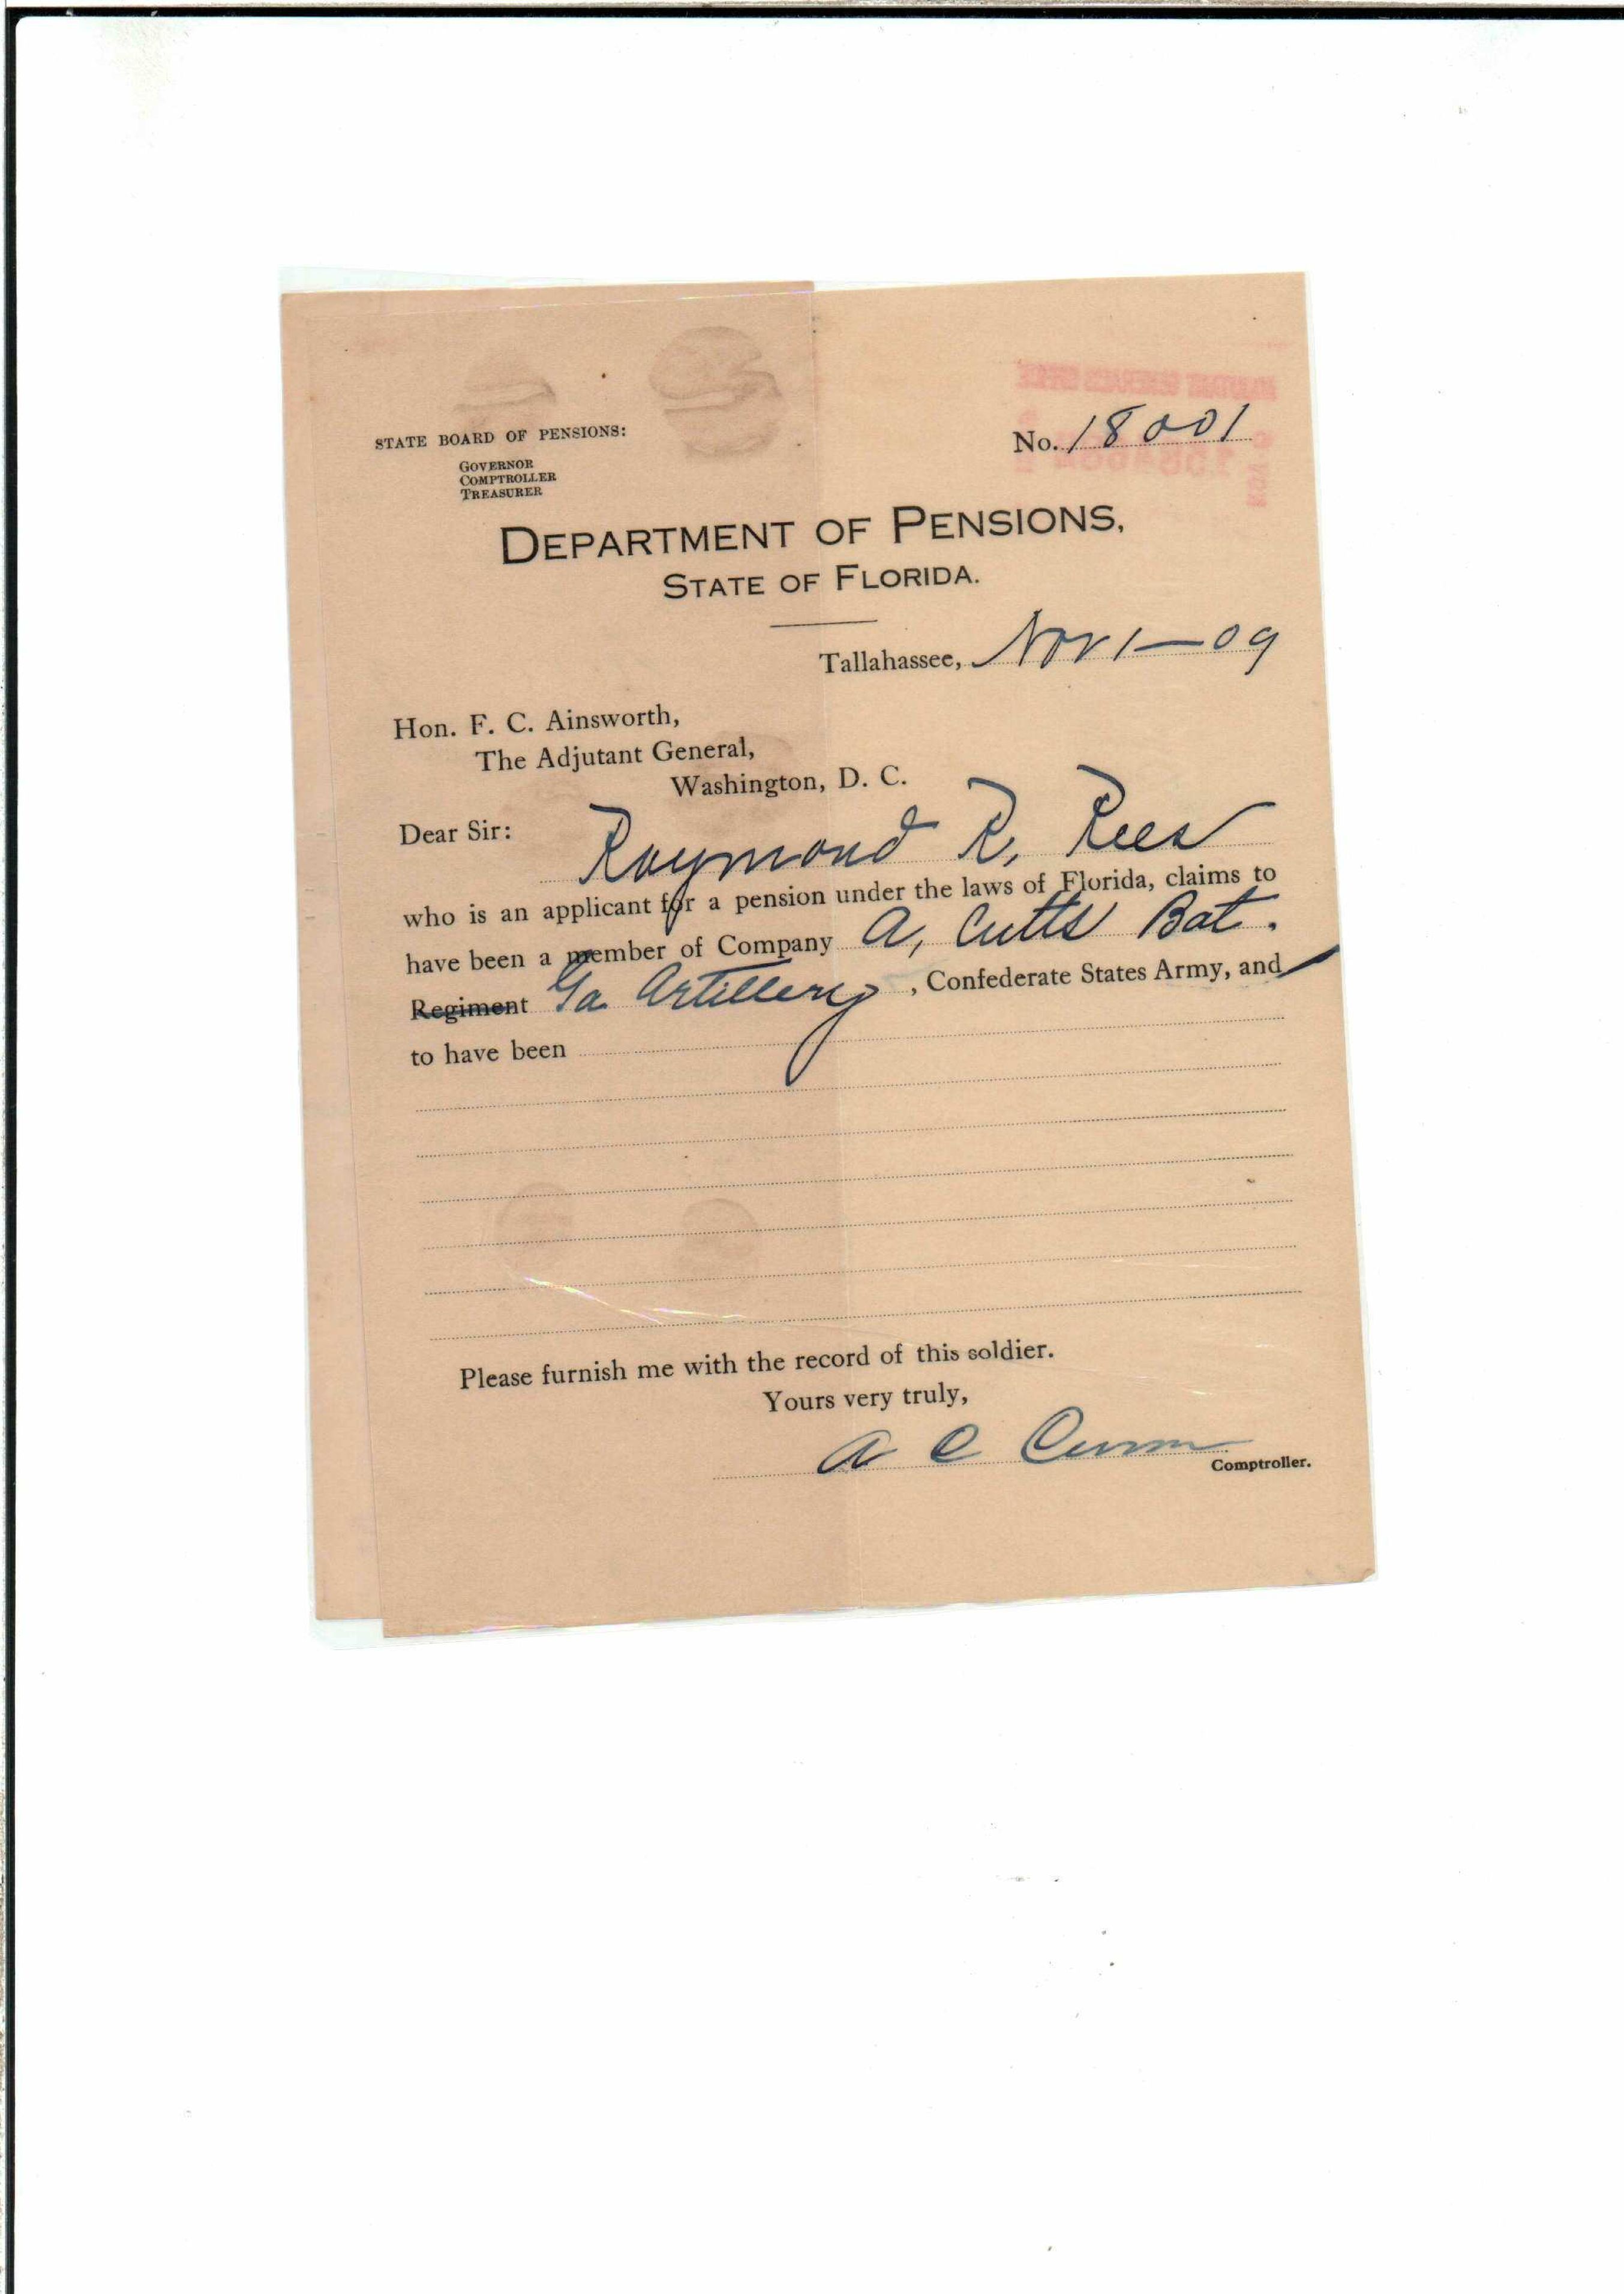 STATE BOARD OF PENSIONS:
GOVERNOR
COMPTROLLER
TREASURER
No. 18001
DEPARTMENT OF PENSIONS,
STATE OF FLORIDA.
Tallahassee, Nov 1—09
Hon. F. C. Ainsworth,
The Adjutant General,
Washington, D. C.
Dear Sir:
Raymond R. Rees
who is an applicant for a pension under the laws of Florida, claims to
have been a member of Company A, Cutts Bat.
Regiment Ga Artillery, Confederate States Army, and
to have been
Please furnish me with the record of this soldier.
Yours very truly,
A C
Comptroller.